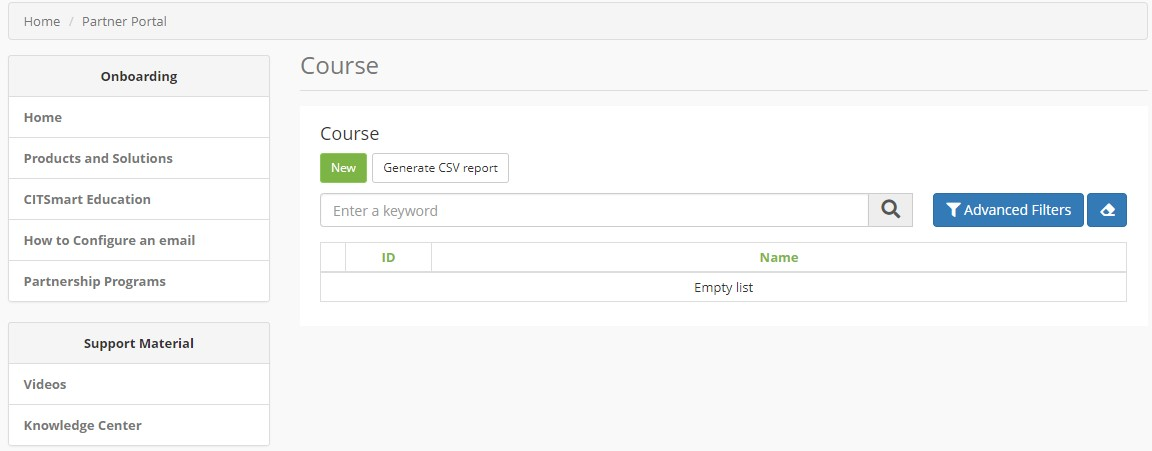 Home / Partner Portal
Onboarding
Home
Products and Solutions
CITSmart Education
How to Configure an email
Partnership Programs
Support Material
Videos
Knowledge Center
Course
Course
New Generate CSV report
Enter a keyword Advanced Filters
ID Name
Empty list